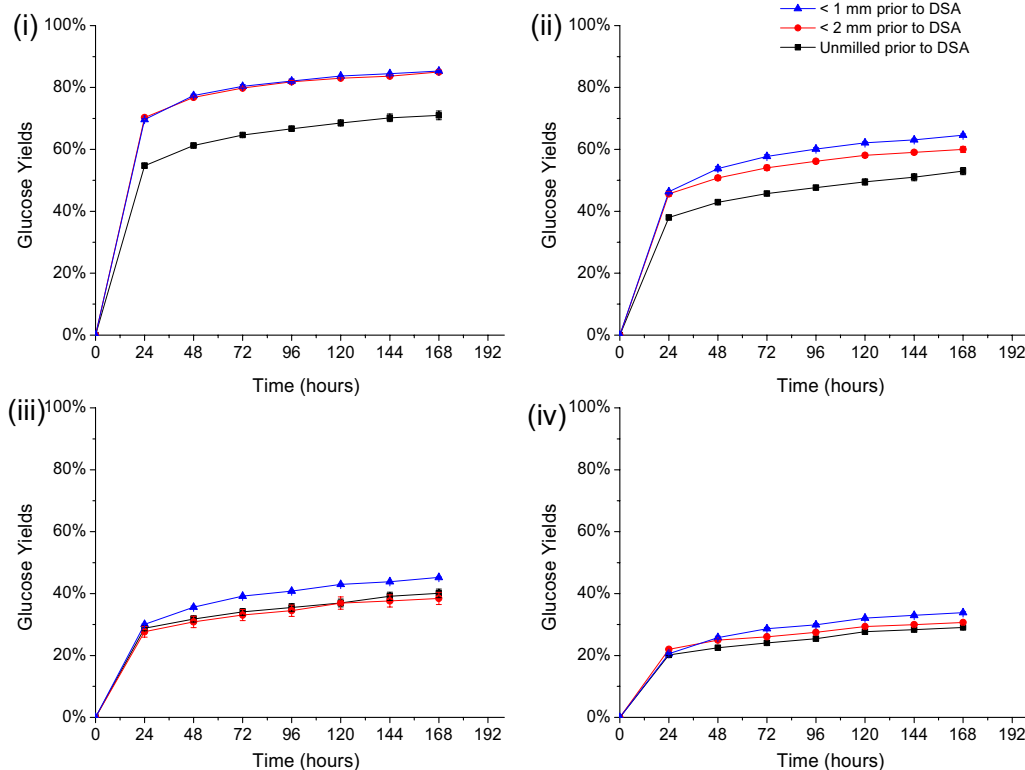 (i)
100%
80%
60%
40%
20%
0%
Glucose Yields
0 24 48 72 96 120 144 168 192
Time (hours)
(ii)
< 1 mm prior to DSA
< 2 mm prior to DSA
Unmilled prior to DSA
100%
80%
60%
40%
20%
0%
Glucose Yields
0 24 48 72 96 120 144 168 192
Time (hours)
(iii)
100%
80%
60%
40%
20%
0%
Glucose Yields
0 24 48 72 96 120 144 168 192
Time (hours)
(iv)
100%
80%
60%
40%
20%
0%
Glucose Yields
0 24 48 72 96 120 144 168 192
Time (hours)